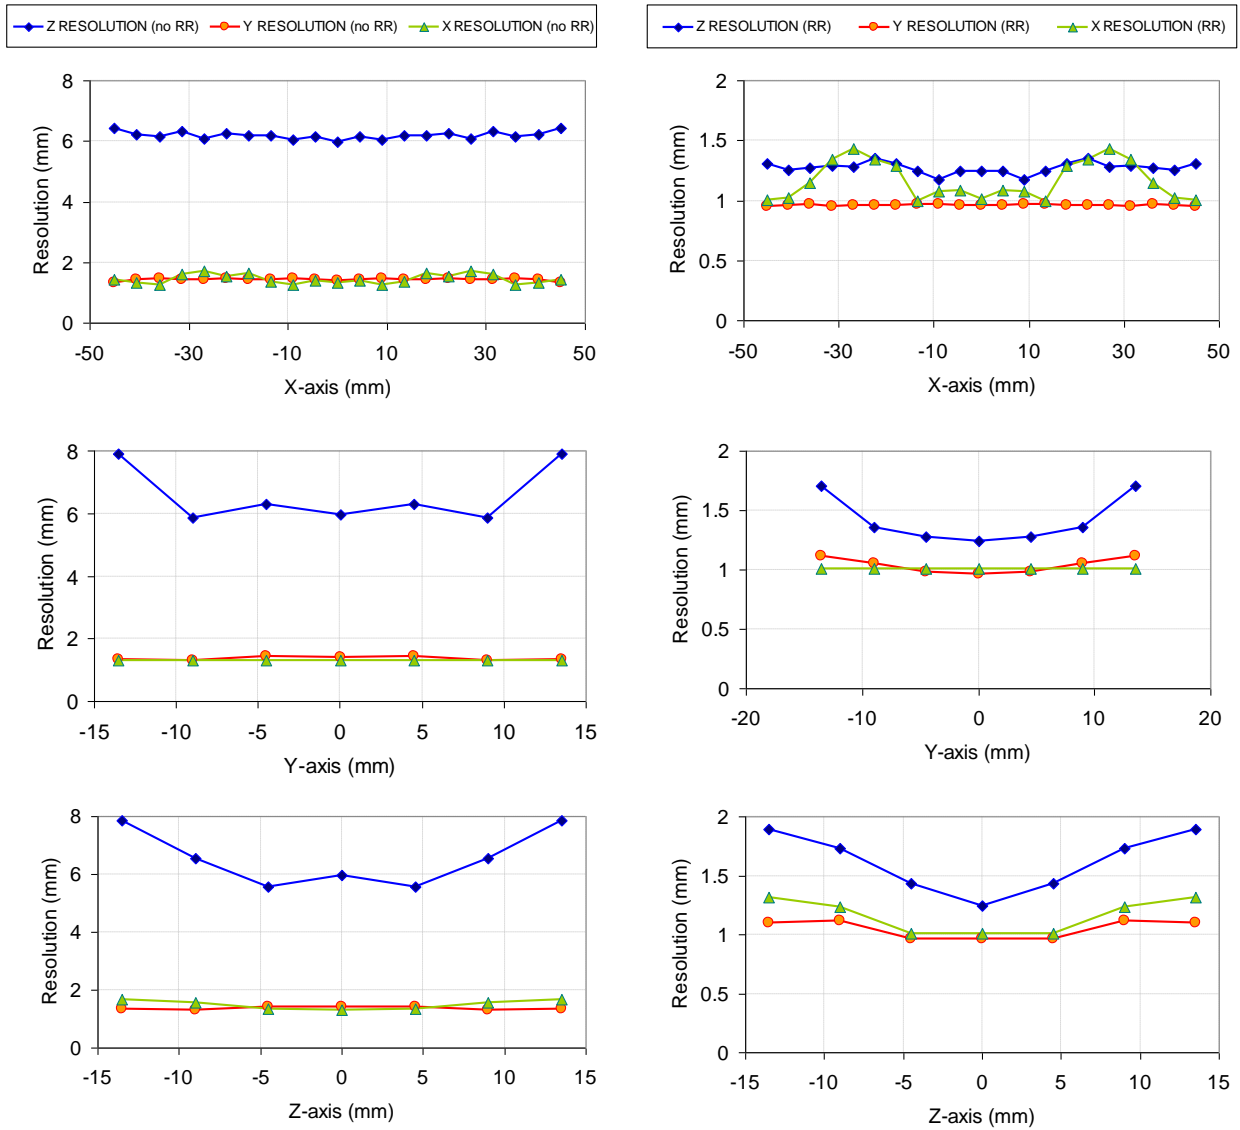 Z RESOLUTION (no RR) Y RESOLUTION (no RR) X RESOLUTION (no RR)
8
6
4
2
0
Resolution (mm)
-50 -30 -10 10 30 50
X-axis (mm)
Z RESOLUTION (RR) Y RESOLUTION (RR) X RESOLUTION (RR)
2
1.5
1
0.5
0
Resolution (mm)
-50 -30 -10 10 30 50
X-axis (mm)
8
6
4
2
0
Resolution (mm)
-15 -10 -5 0 5 10 15
Y-axis (mm)
2
1.5
1
0.5
0
Resolution (mm)
-20 -10 0 10 20
Y-axis (mm)
8
6
4
2
0
Resolution (mm)
-15 -10 -5 0 5 10 15
Z-axis (mm)
2
1.5
1
0.5
0
Resolution (mm)
-15 -10 -5 0 5 10 15
Z-axis (mm)